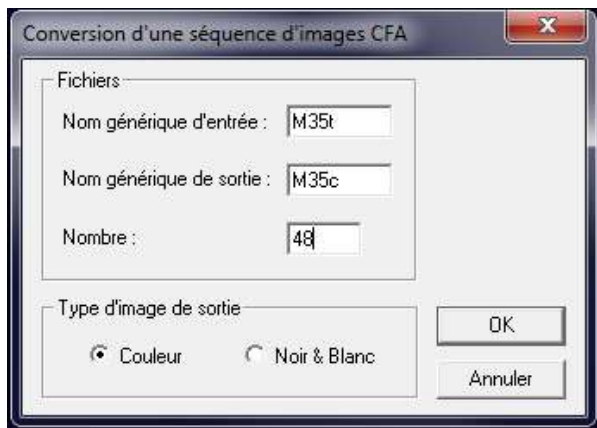 Conversion d'une séquence d'images CFA
Fichiers
Nom générique d'entrée : M35t
Nom générique de sortie : M35c
Nombre : 48
Type d'image de sortie
Couleur Noir & Blanc
OK
Annuler